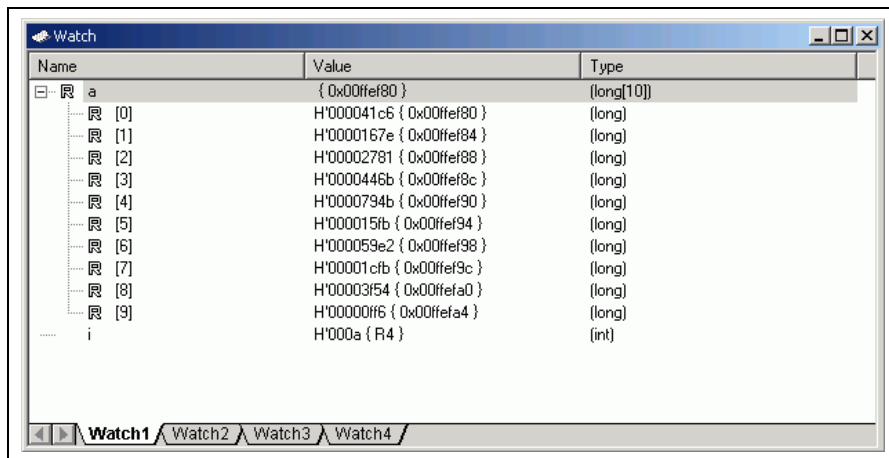 Watch
Name Value Type
R a { 0x00ffef80 } (long[10])
R [0] H'000041c6 { 0x00ffef80 } (long)
R [1] H'0000167e { 0x00ffef84 } (long)
R [2] H'00002781 { 0x00ffef88 } (long)
R [3] H'0000446b { 0x00ffef8c } (long)
R [4] H'0000794b { 0x00ffef90 } (long)
R [5] H'000015fb { 0x00ffef94 } (long)
R [6] H'000059e2 { 0x00ffef98 } (long)
R [7] H'00001cfb { 0x00ffef9c } (long)
R [8] H'00003f54 { 0x00ffefa0 } (long)
R [9] H'00000ff6 { 0x00ffefa4 } (long)
i H'000a { R4 } (int)
Watch1 Watch2 Watch3 Watch4